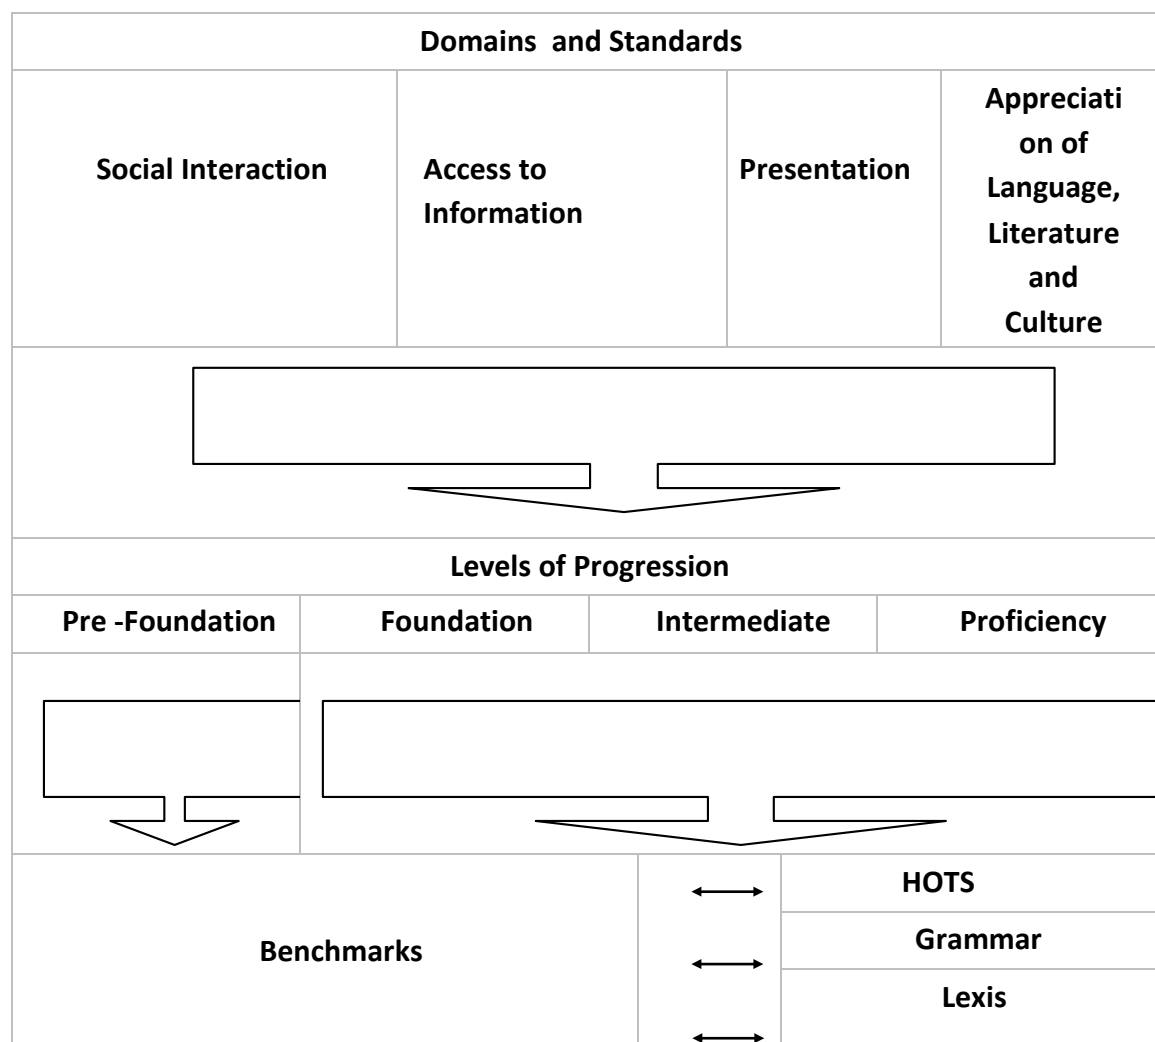 Domains and Standards
Social Interaction
Access to
Information
Presentation
Appreciati
on of
Language,
Literature
and
Culture
Levels of Progression
Pre -Foundation
Foundation
Intermediate
Proficiency
Benchmarks
HOTS
Grammar
Lexis